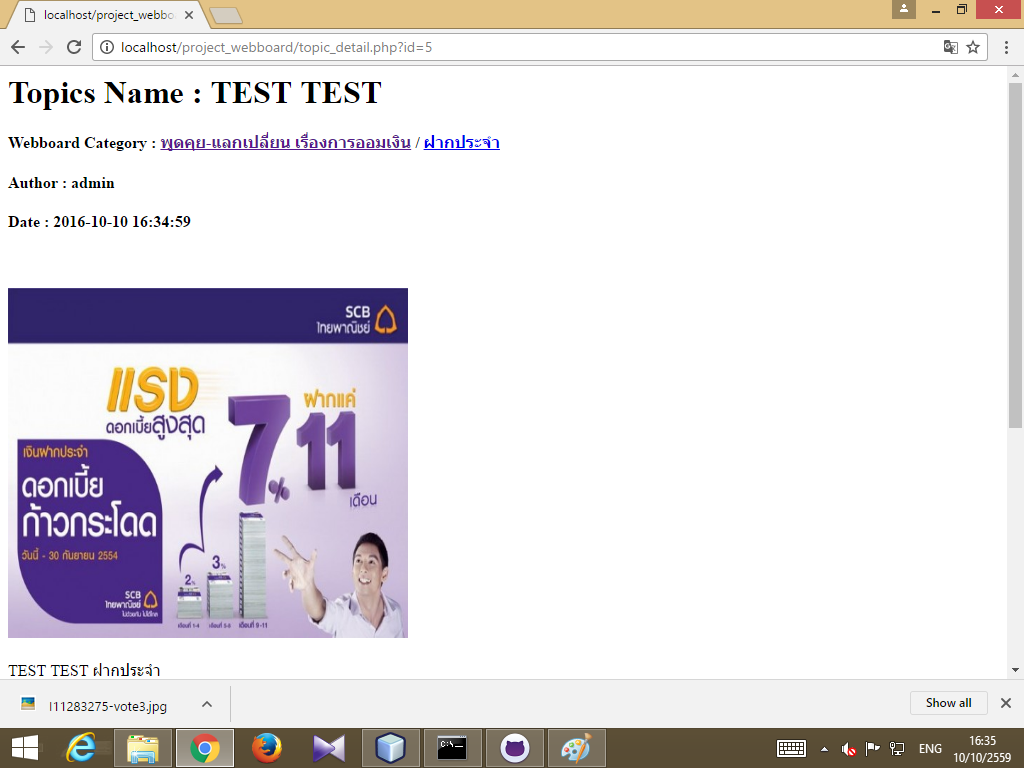 localhost/project_webbo
localhost/project_webboard/topic_detail.php?id=5
Topics Name : TEST TEST
Webboard Category : พูดคุย-แลกเปลี่ยน เรื่องการออมเงิน / ฝากประจำ
Author : admin
Date : 2016-10-10 16:34:59
SCB
ไทยพาณิชย์
แรง
ดอกเบี้ยสูงสุด
7%
ฝากแค่
11
เดือน
เงินฝากประจำ
ดอกเบี้ย
ก้าวกระโดด
วันนี้ - 30 กันยายน 2554
2%
3%
SCB
ไทยพาณิชย์
เดือนที่ 1-4
เดือนที่ 5-8
เดือนที่ 9-11
TEST TEST ฝากประจำ
I11283275-vote3.jpg
Show all
C:\_
ENG
16:35
10/10/2559